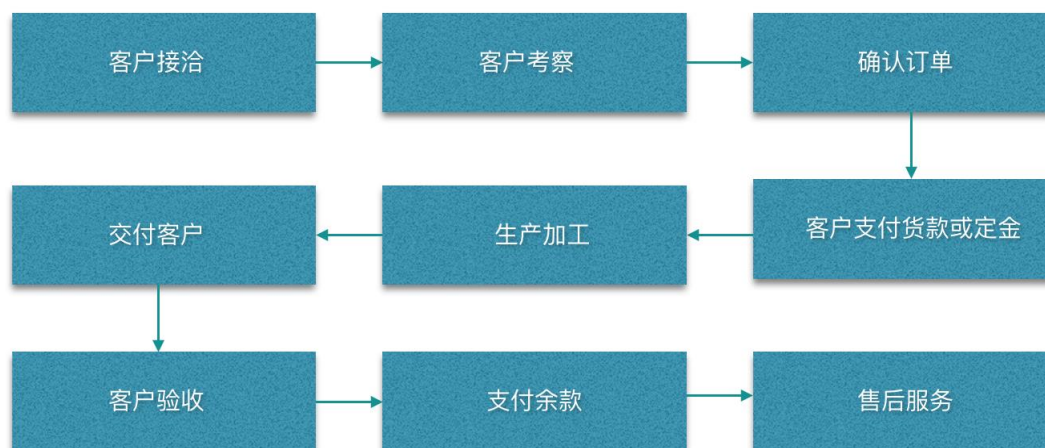 客户接洽
客户考察
确认订单
客户支付货款或定金
生产加工
交付客户
客户验收
支付余款
售后服务